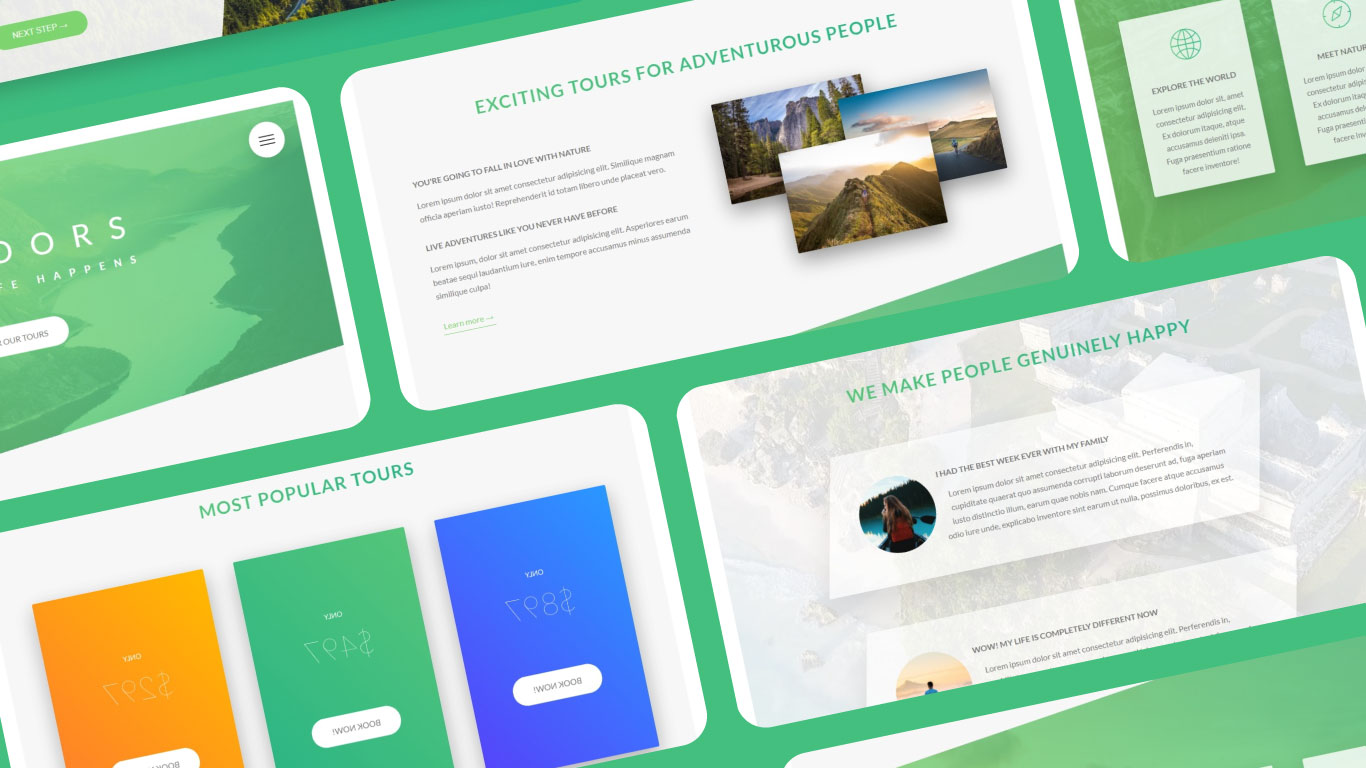 NEXT STEP →
OORS
FE HAPPENS
OUR TOURS
EXCITING TOURS FOR ADVENTUROUS PEOPLE
YOU'RE GOING TO FALL IN LOVE WITH NATURE
Lorem ipsum dolor sit amet consectetur adipisicing elit. Similique magnam
officia aperiam iusto! Reprehenderit id totam libero unde placeat vero.
LIVE ADVENTURES LIKE YOU NEVER HAVE BEFORE
Lorem ipsum, dolor sit amet consectetur adipisicing elit. Asperiores earum
beatae sequi laudantium iure, enim tempore accusamus minus assumenda
similique culpa!
Learn more →
EXPLORE THE WORLD
Lorem ipsum dolor sit, amet
consectetur adipisicing elit.
Ex dolorum itaque, atque
accusamus deleniti ipsa.
Fuga praesentium ratione
facere inventore!
MEET NATUR
Lorem ipsum dolor
Ex dolorum
accusamus
Fuga
facere
MOST POPULAR TOURS
ONLY
$297
BOOK
ONLY
$497
BOOK NOW!
ONLY
$897
BOOK NOW!
WE MAKE PEOPLE GENUINELY HAPPY
I HAD THE BEST WEEK EVER WITH MY FAMILY
Lorem ipsum dolor sit amet consectetur adipisicing elit. Perferendis in,
cupiditate quaerat quo assumenda corrupti laborum deserunt ad, fuga aperiam
iusto distinctio illum, earum quae nobis nam. Cumque facere atque accusamus
odio iure unde, explicabo inventore sint earum ut nulla, possimus doloribus, ex est.
WOW! MY LIFE IS COMPLETELY DIFFERENT NOW
Lorem ipsum dolor sit amet consectetur adipisicing elit. Perferendis in,